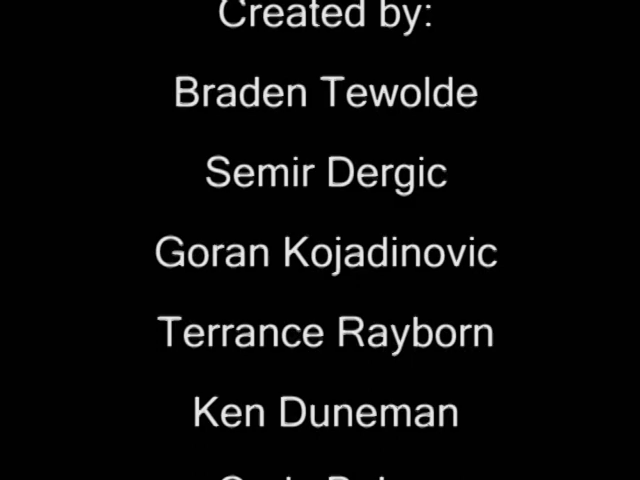 Created by:
Braden Tewolde
Semir Dergic
Goran Kojadinovic
Terrance Rayborn
Ken Duneman